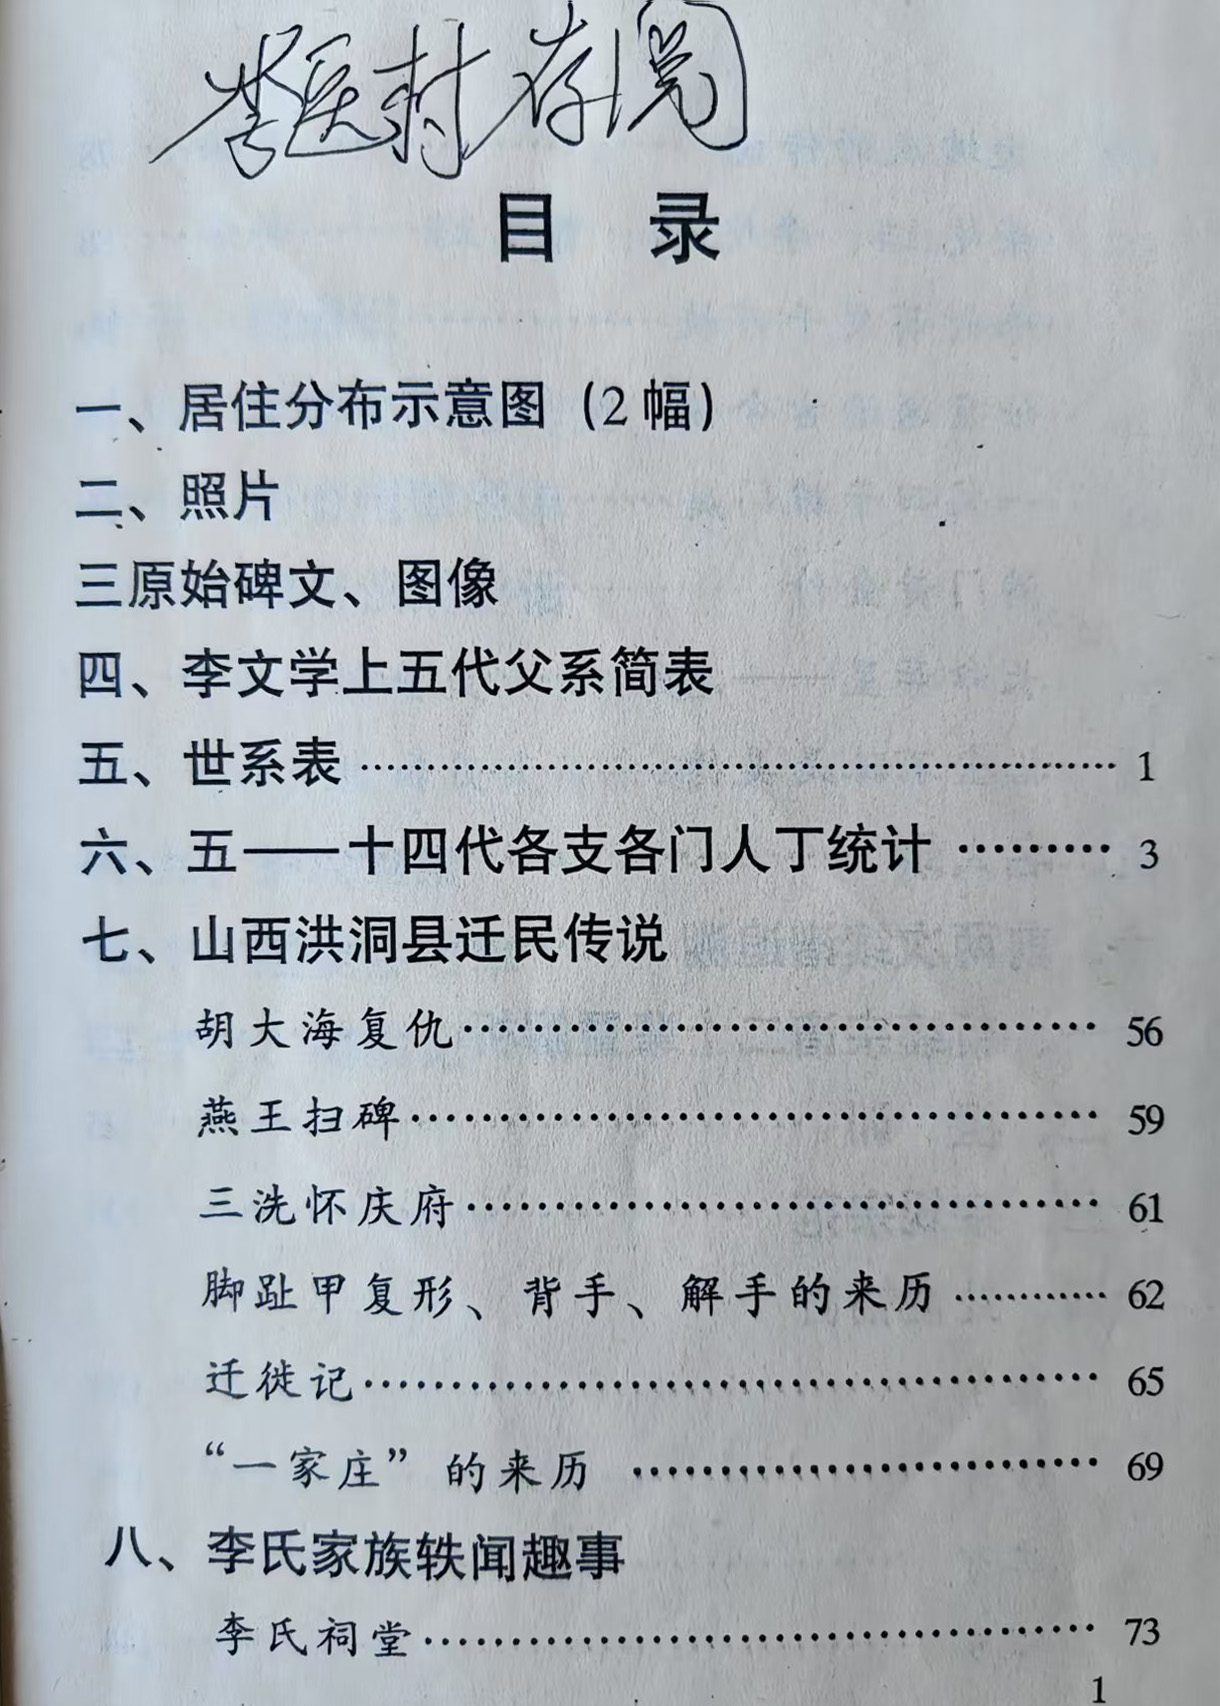 存阅
目 录
一、居住分布示意图（2 幅）
二、照片
三原始碑文、图像
四、李文学上五代父系简表
五、世系表 …………………………………………… 1
六、五——十四代各支各门人丁统计 ……… 3
七、山西洪洞县迁民传说
胡大海复仇…………………………………… 56
燕王扫碑……………………………………… 59
三洗怀庆府…………………………………… 61
脚趾甲复形、背手、解手的来历………… 62
迁徙记………………………………………… 65
“一家庄”的来历 ………………………… 69
八、李氏家族轶闻趣事
李氏祠堂……………………………………… 73
1